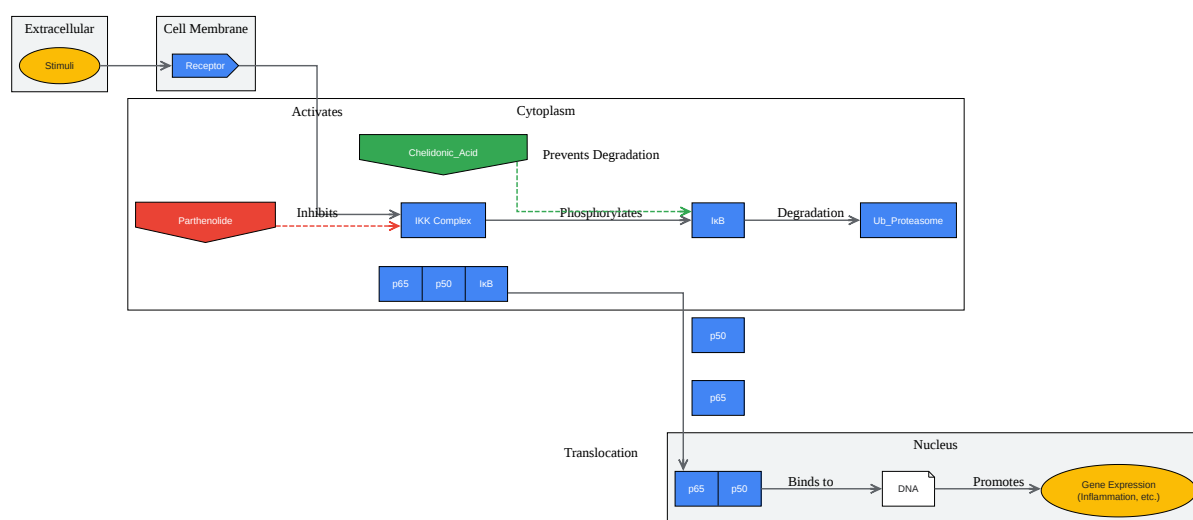 Extracellular
Cell Membrane
Stimuli
Receptor
Activates
Cytoplasm
Chelidonic_Acid
Prevents Degradation
Parthenolide
Inhibits
IKK Complex
Phosphorylates
IκB
Degradation
Ub_Proteasome
p65
p50
IκB
p50
p65
Translocation
Nucleus
p65
p50
Binds to
DNA
Promotes
Gene Expression
(Inflammation, etc.)